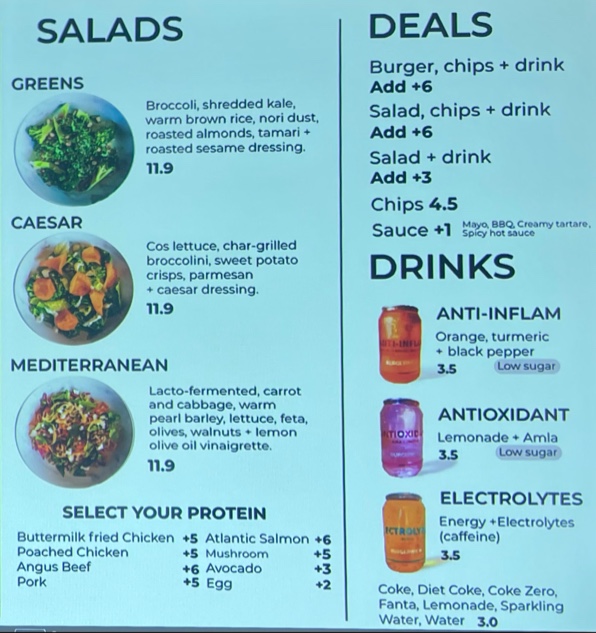 SALADS
GREENS
Broccoli, shredded kale,
warm brown rice, nori dust,
roasted almonds, tamari +
roasted sesame dressing.
11.9
CAESAR
Cos lettuce, char-grilled
broccolini, sweet potato
crisps, parmesan
+ caesar dressing.
11.9
MEDITERRANEAN
Lacto-fermented, carrot
and cabbage, warm
pearl barley, lettuce, feta,
olives, walnuts + lemon
olive oil vinaigrette.
11.9
SELECT YOUR PROTEIN
Buttermilk fried Chicken +5 Atlantic Salmon +6
Poached Chicken +5 Mushroom +5
Angus Beef +6 Avocado +3
Pork +5 Egg +2
DEALS
Burger, chips + drink
Add +6
Salad, chips + drink
Add +6
Salad + drink
Add +3
Chips 4.5
Sauce +1 Mayo, BBQ, Creamy tartare,
Spicy hot sauce
DRINKS
ANTI-INFLAM
Orange, turmeric
+ black pepper
3.5 Low sugar
ANTIOXIDANT
Lemonade + Amla
3.5 Low sugar
ELECTROLYTES
Energy +Electrolytes
(caffeine)
3.5
Coke, Diet Coke, Coke Zero,
Fanta, Lemonade, Sparkling
Water, Water 3.0